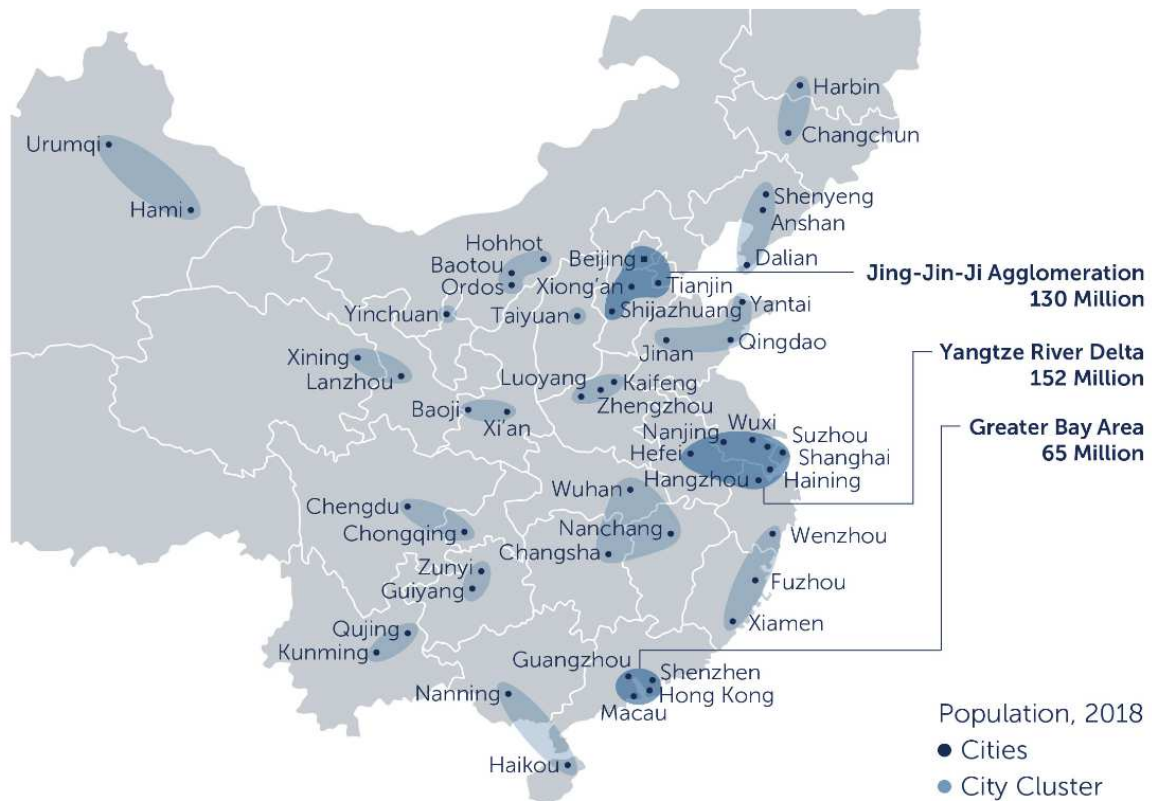 Harbin
Changchun
Urumqi
Hami
Shenyeng
Anshan
Dalian
Hohhot
Baotou
Ordos
Beijing
Xiong'an
Tianjin
Shijazhuang
Jing-Jin-Ji Agglomeration
130 Million
Yinchuan
Taiyuan
Yantai
Jinan
Qingdao
Xining
Lanzhou
Yangtze River Delta
152 Million
Luoyang
Kaifeng
Zhengzhou
Baoji
Xi'an
Greater Bay Area
65 Million
Wuxi
Nanjing
Suzhou
Hefei
Shanghai
Hangzhou
Haining
Wuhan
Chengdu
Chongqing
Nanchang
Changsha
Wenzhou
Zunyi
Guiyang
Fuzhou
Qujing
Kunming
Xiamen
Guangzhou
Shenzhen
Hong Kong
Macau
Nanning
Haikou
Population, 2018
Cities
City Cluster